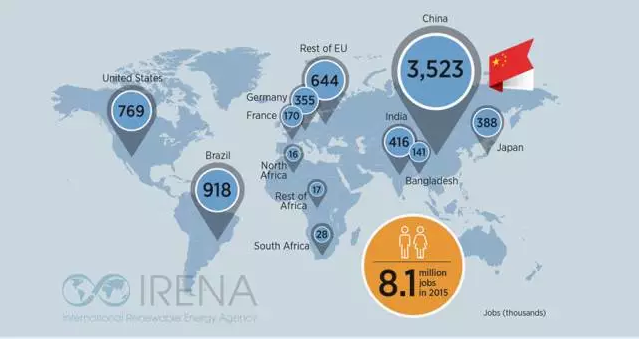 China
Rest of EU
3,523
United States
644
Germany
355
769
France
170
India
388
416
141
Japan
16
Brazil
North
Africa
Bangladesh
918
17
Rest of
Africa
28
South Africa
8.1 million
jobs
in 2015
IRENA
International Renewable Energy Agency
Jobs (thousands)